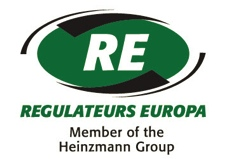 RE
REGULATEURS EUROPA
Member of the
Heinzmann Group